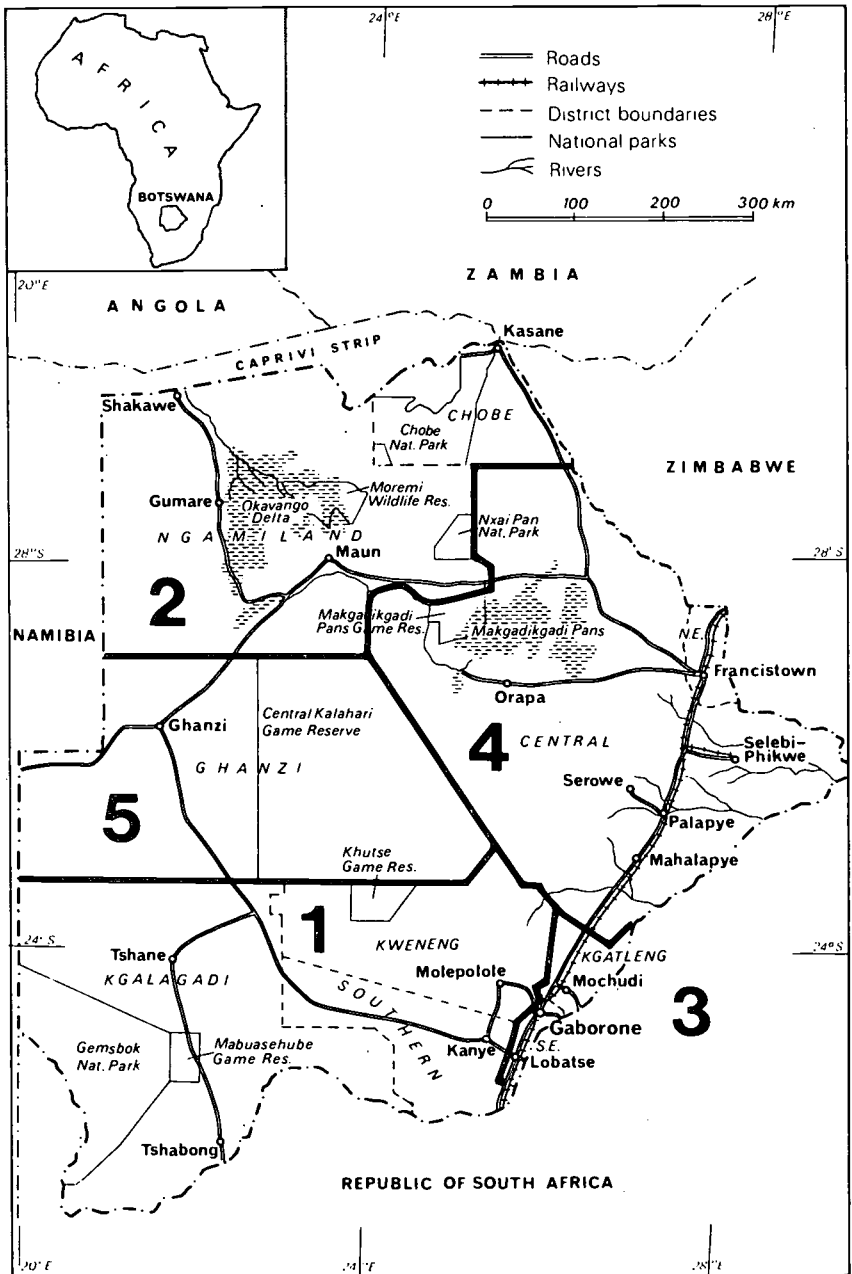 24°E
28°E
AFRICA
BOTSWANA
Roads
Railways
District boundaries
National parks
Rivers
0 100 200 300 km
20°E
ZAMBIA
ANGOLA
Kasane
CAPRIVI STRIP
Shakawe
CHOBE
Chobe
Nat. Park
ZIMBABWE
Moremi
Wildlife Res.
Gumare
Okavango
Delta
Nxai Pan
Nat. Park
NGAMILAND
Maun
28°S
28°S
2
Makgadikgadi
Pans Game Res.
Makgadikgadi Pans
NAMIBIA
N.E.
Francistown
Orapa
Ghanzi
Central Kalahari
Game Reserve
4
CENTRAL
Selebi-
Phikwe
GHANZI
Serowe
5
Palapye
Khutse
Game Res.
Mahalapye
1
24°S
24°S
KWENENG
KGATLENG
Tshane
KGALAGADI
Molepolole
Mochudi
SOUTHERN
Gaborone
3
Gemsbok
Nat. Park
Mabuasehube
Game Res.
Kanye
S.E.
Lobatse
Tshabong
REPUBLIC OF SOUTH AFRICA
20°E
24°E
28°E